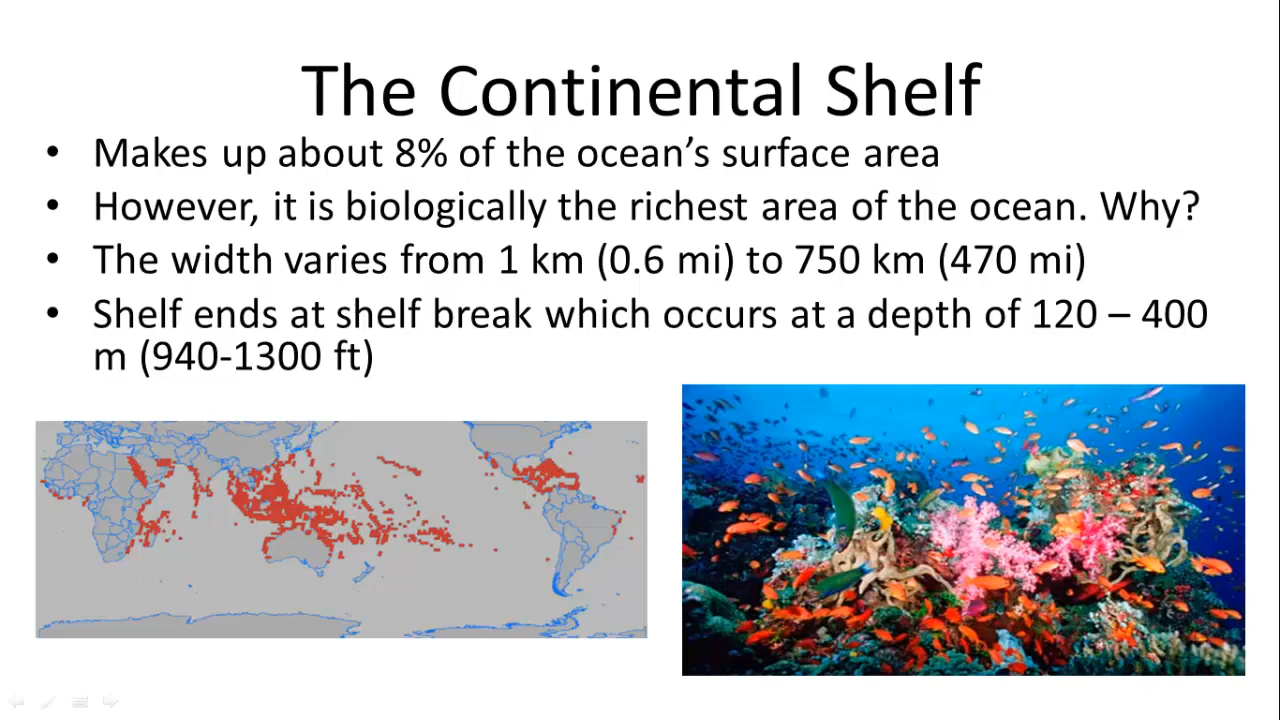 The Continental Shelf
• Makes up about 8% of the ocean’s surface area
• However, it is biologically the richest area of the ocean. Why?
• The width varies from 1 km (0.6 mi) to 750 km (470 mi)
• Shelf ends at shelf break which occurs at a depth of 120 – 400
m (940-1300 ft)